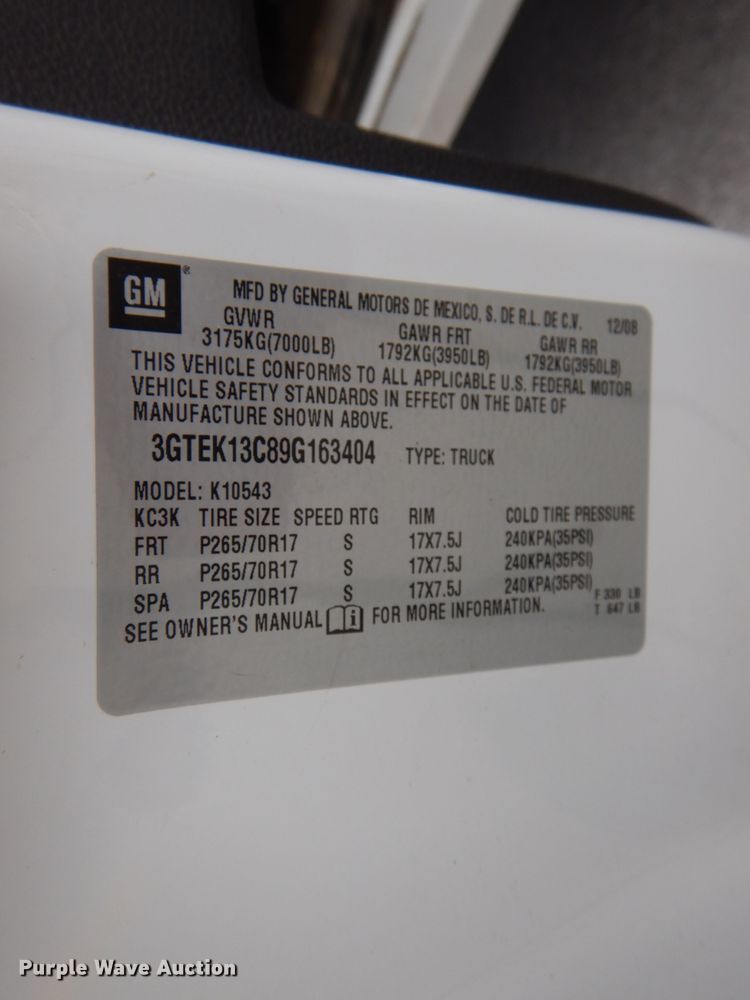 GM®
MFD BY GENERAL MOTORS DE MEXICO, S. DE R.L. DE C.V. 12/08
GVWR GAWR FRT GAWR RR
3175KG(7000LB) 1792KG(3950LB) 1792KG(3950LB)
THIS VEHICLE CONFORMS TO ALL APPLICABLE U.S. FEDERAL MOTOR
VEHICLE SAFETY STANDARDS IN EFFECT ON THE DATE OF
MANUFACTURE SHOWN ABOVE.
3GTEK13C89G163404 TYPE: TRUCK
MODEL: K10543
KC3K TIRE SIZE SPEED RTG RIM COLD TIRE PRESSURE
FRT P265/70R17 S 17X7.5J 240KPA(35PSI)
RR P265/70R17 S 17X7.5J 240KPA(35PSI)
SPA P265/70R17 S 17X7.5J 240KPA(35PSI)
F 330 LB
T 647 LB
SEE OWNER'S MANUAL i FOR MORE INFORMATION.
Purple Wave Auction